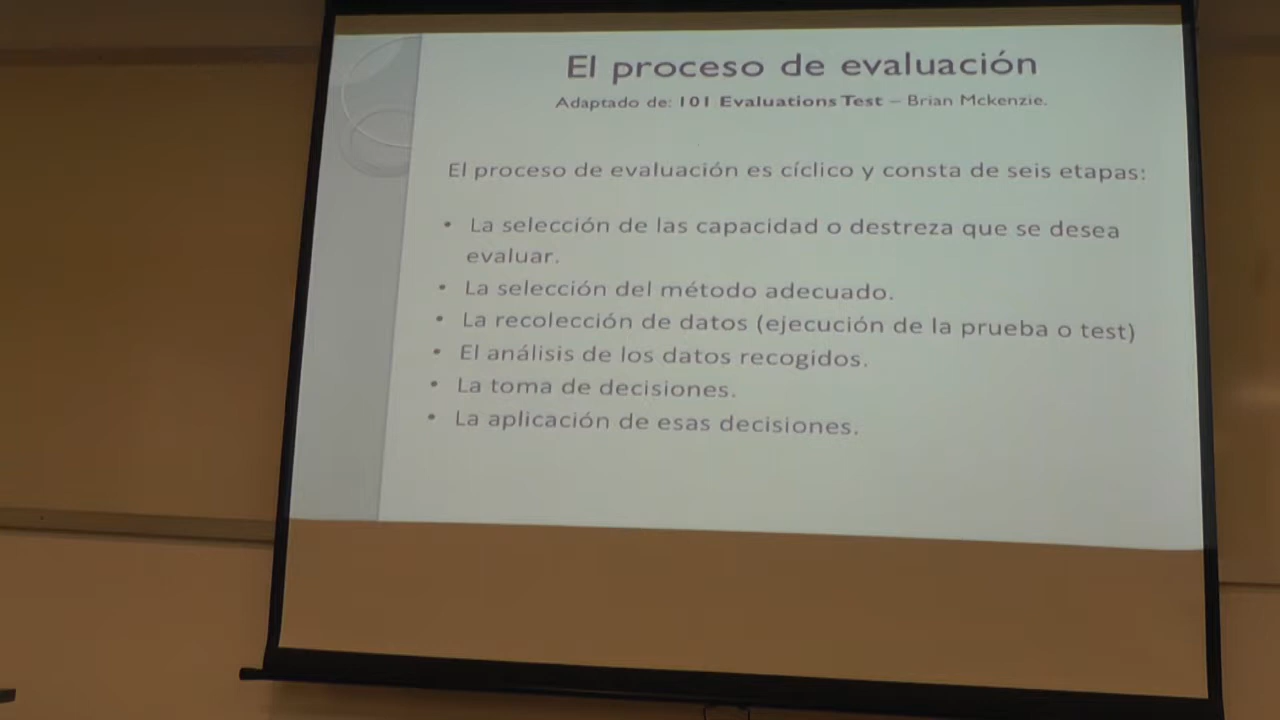 El proceso de evaluación
Adaptado de: 101 Evaluations Test – Brian Mckenzie.
El proceso de evaluación es cíclico y consta de seis etapas:
• La selección de las capacidad o destreza que se desea
evaluar.
• La selección del método adecuado.
• La recolección de datos (ejecución de la prueba o test)
• El análisis de los datos recogidos.
• La toma de decisiones.
• La aplicación de esas decisiones.